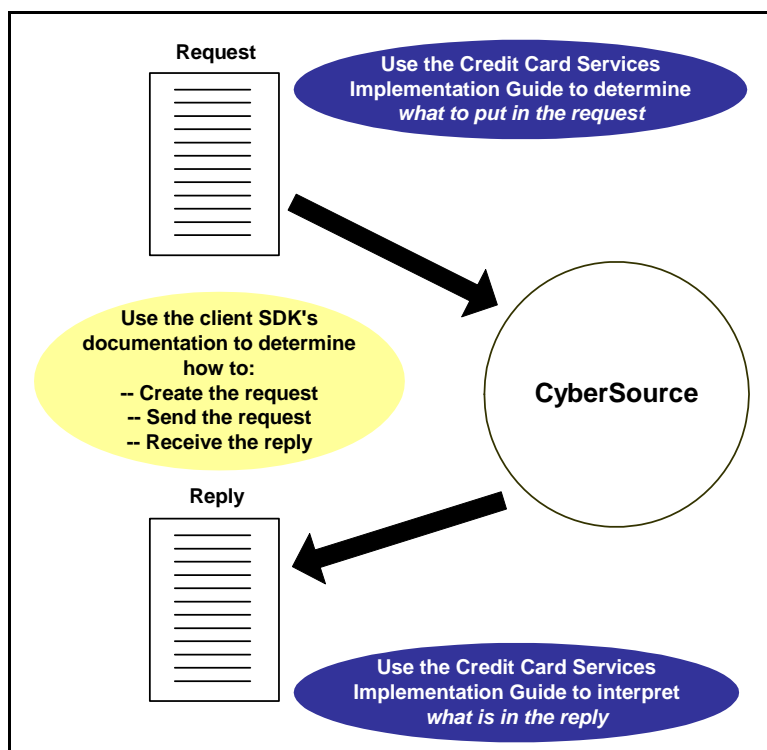 Request
Use the Credit Card Services
Implementation Guide to determine
what to put in the request
Use the client SDK's
documentation to determine
how to:
-- Create the request
-- Send the request
-- Receive the reply
CyberSource
Reply
Use the Credit Card Services
Implementation Guide to interpret
what is in the reply